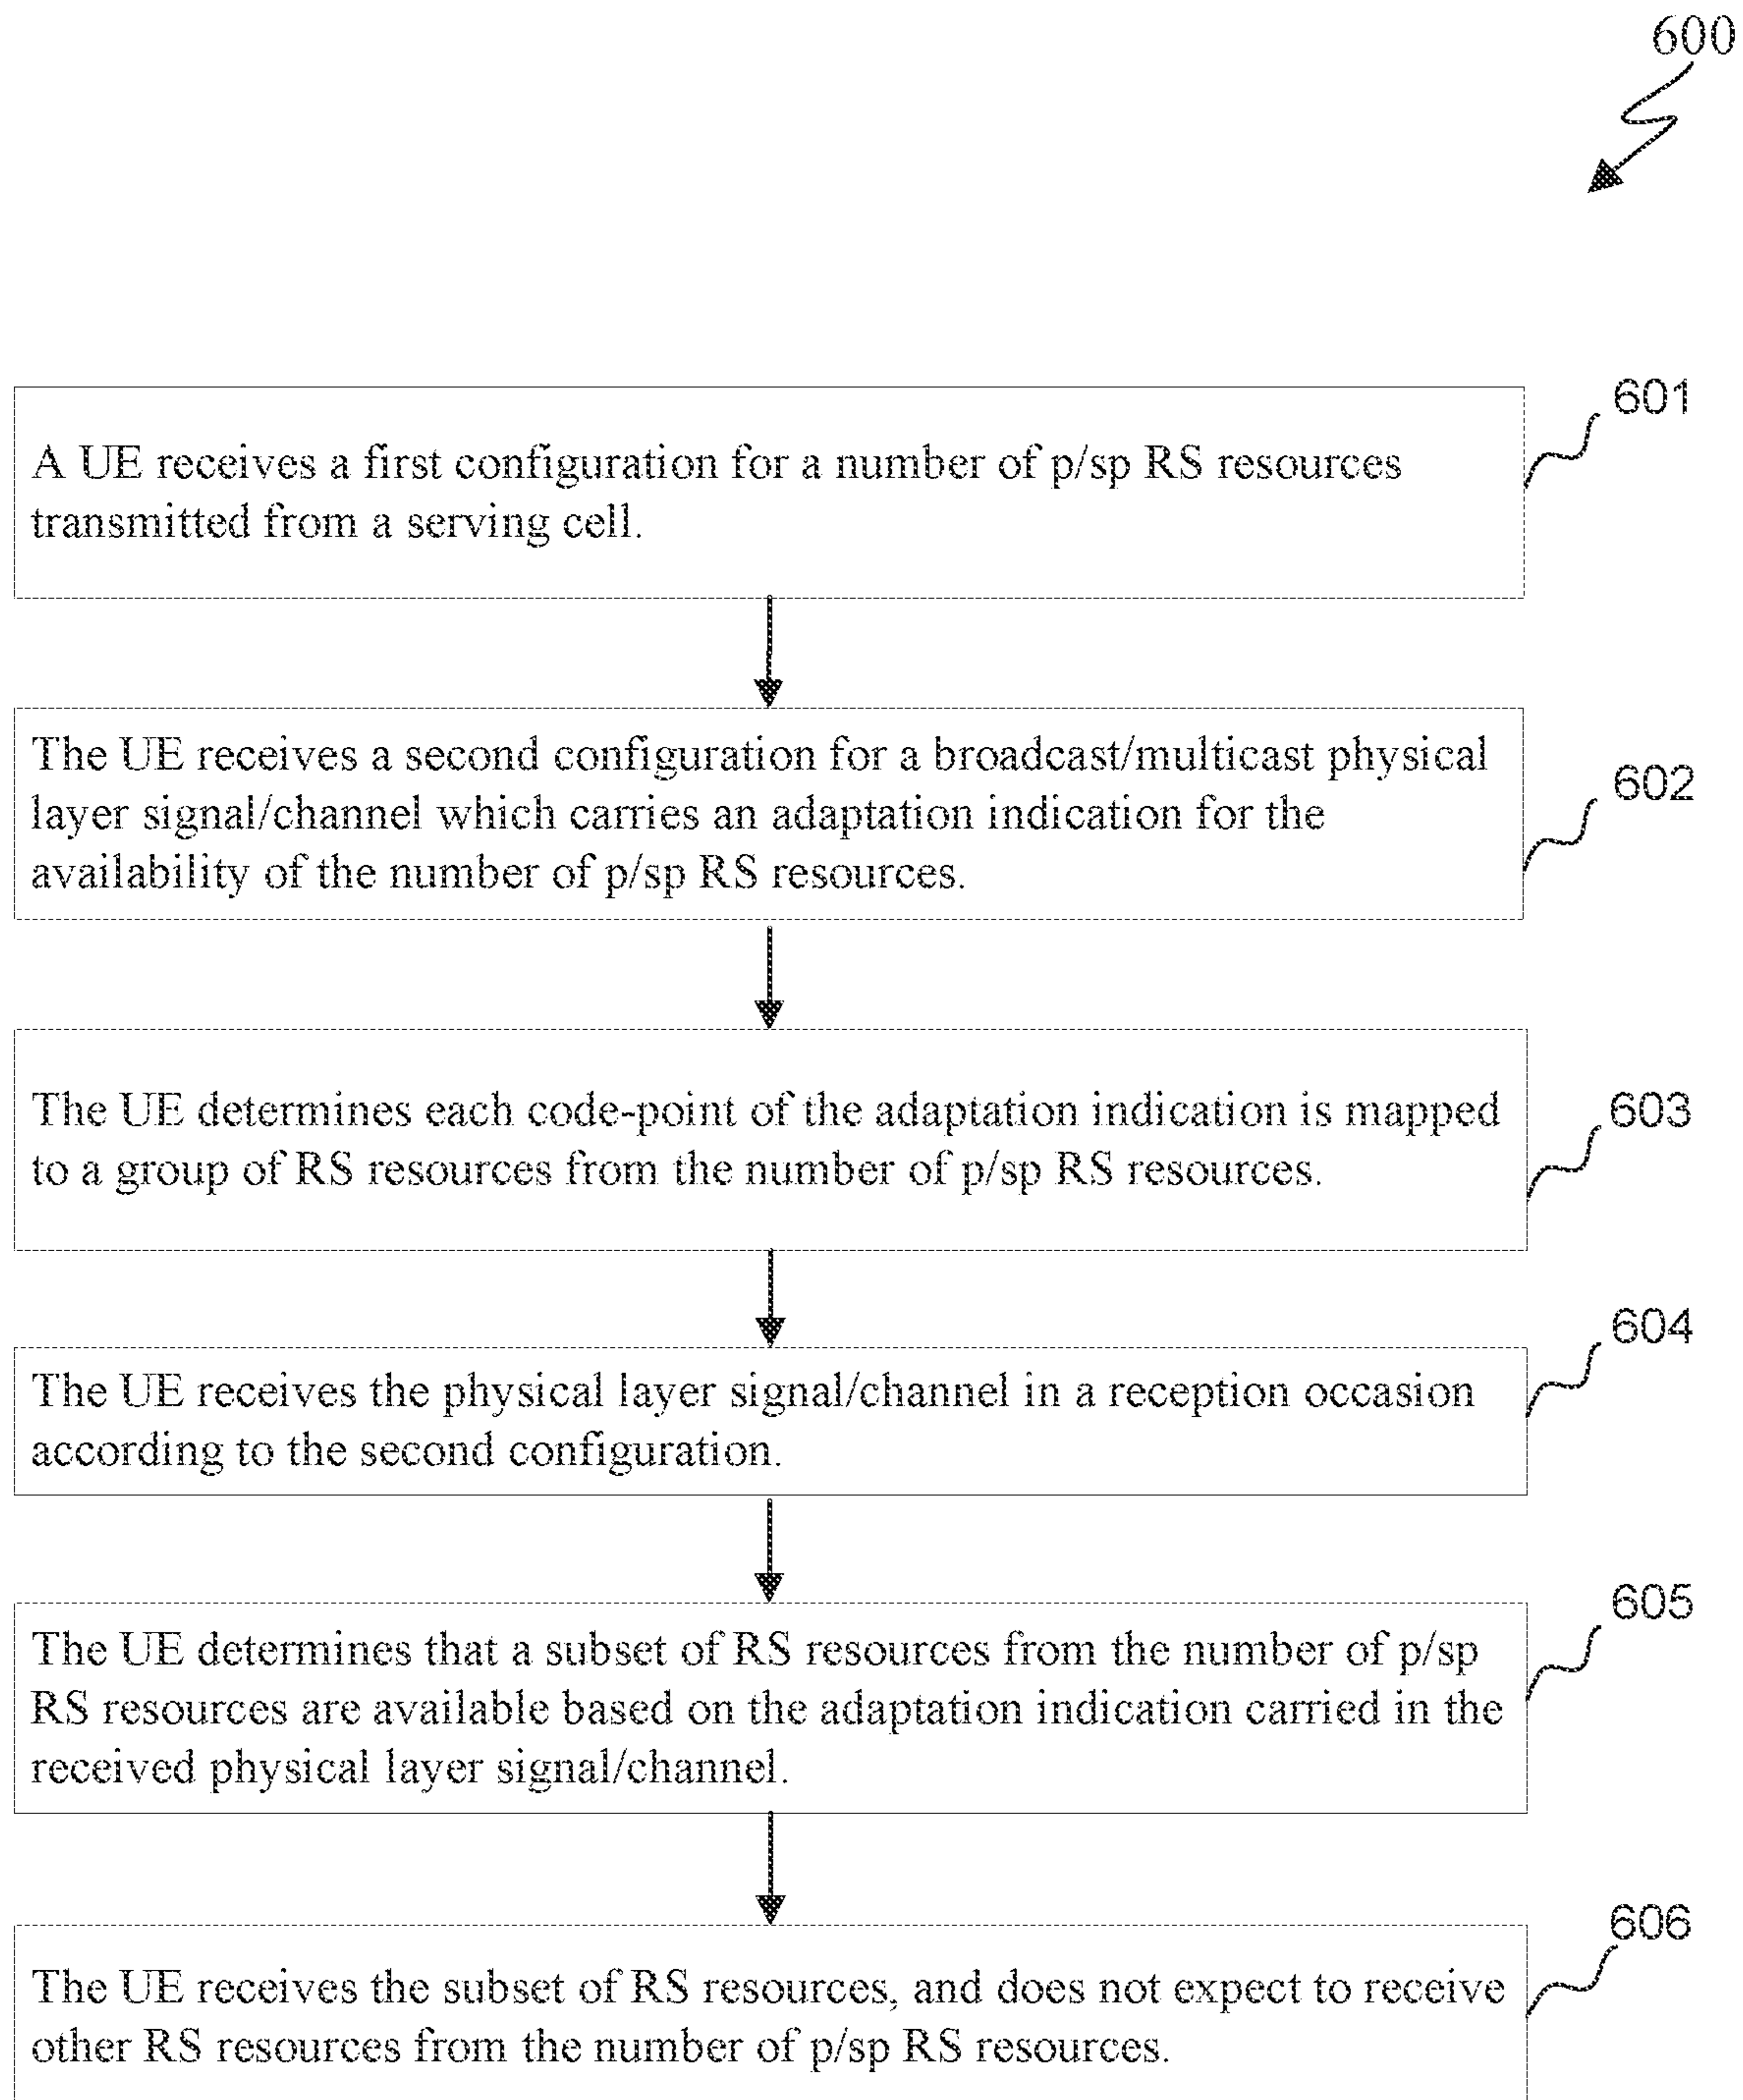 600
601
A UE receives a first configuration for a number of p/sp RS resources
transmitted from a serving cell.
602
The UE receives a second configuration for a broadcast/multicast physical
layer signal/channel which carries an adaptation indication for the
availability of the number of p/sp RS resources.
603
The UE determines each code-point of the adaptation indication is mapped
to a group of RS resources from the number of p/sp RS resources.
604
The UE receives the physical layer signal/channel in a reception occasion
according to the second configuration.
605
The UE determines that a subset of RS resources from the number of p/sp
RS resources are available based on the adaptation indication carried in the
received physical layer signal/channel.
606
The UE receives the subset of RS resources, and does not expect to receive
other RS resources from the number of p/sp RS resources.